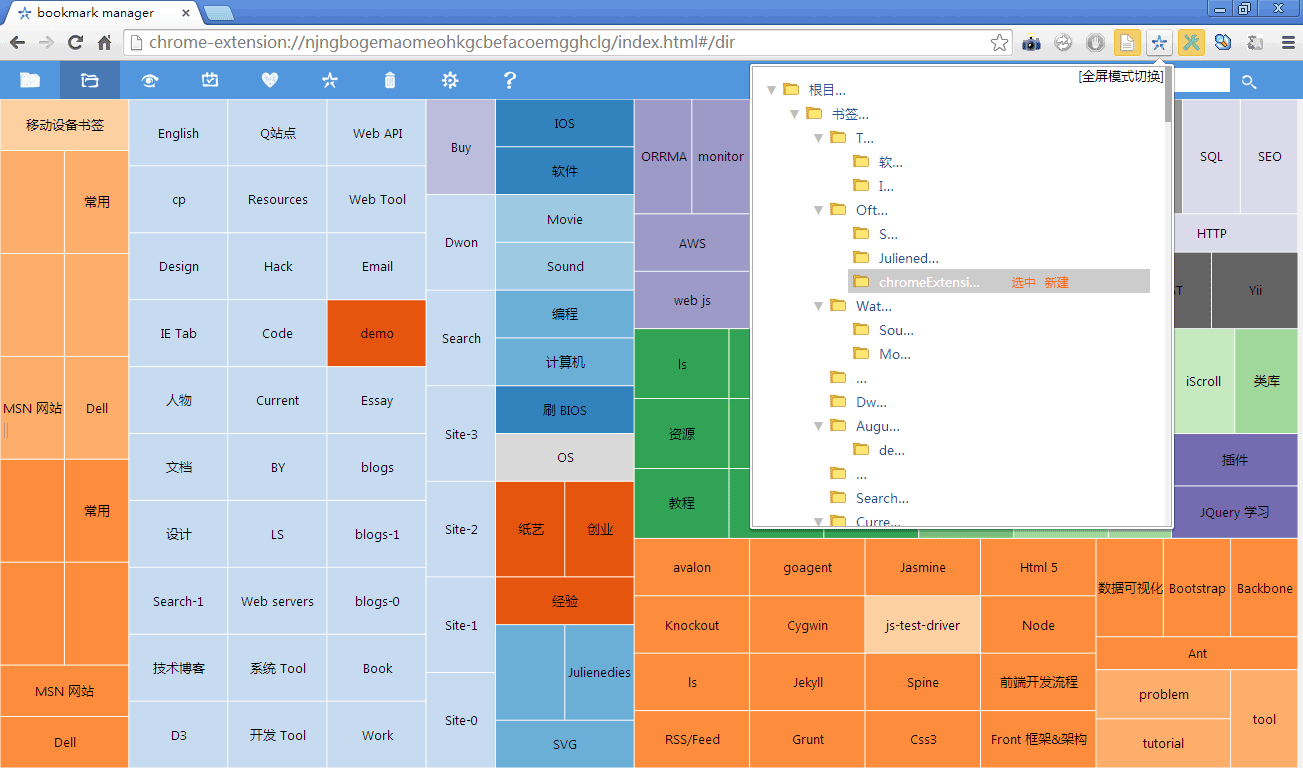 bookmark manager
chrome-extension://njngbogemaomeohkgcbefacoemgghclg/index.html#/dir
?
[全屏模式切换]
根目...
书签...
T...
软...
I...
Oft...
S...
Juliened...
chromeExtensi... 选中 新建
Wat...
Sou...
Mo...
...
Dw...
Augu...
de...
...
Search...
Curre...
移动设备书签
常用
MSN 网站
Dell
常用
MSN 网站
Dell
English
Q站点
Web API
cp
Resources
Web Tool
Design
Hack
Email
IE Tab
Code
demo
人物
Current
Essay
文档
BY
blogs
设计
LS
blogs-1
Search-1
Web servers
blogs-0
技术博客
系统 Tool
Book
D3
开发 Tool
Work
Buy
Dwon
Search
Site-3
Site-2
Site-1
Site-0
IOS
软件
Movie
Sound
编程
计算机
刷 BIOS
OS
纸艺
创业
经验
Julienedies
SVG
ORRMA
monitor
AWS
web js
ls
资源
教程
SQL
SEO
HTTP
Yii
iScroll
类库
插件
JQuery 学习
avalon
goagent
Jasmine
Html 5
Knockout
Cygwin
js-test-driver
Node
ls
Jekyll
Spine
前端开发流程
RSS/Feed
Grunt
Css3
Front 框架&架构
数据可视化
Bootstrap
Backbone
Ant
problem
tutorial
tool